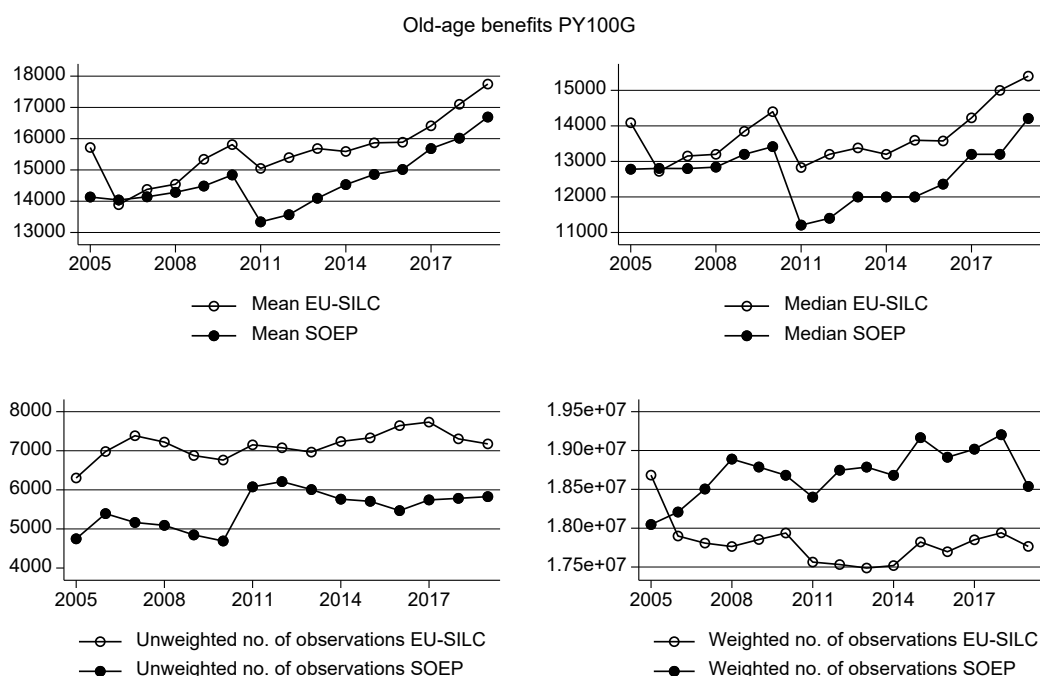 Old-age benefits PY100G
18000
17000
16000
15000
14000
13000
2005 2008 2011 2014 2017
Mean EU-SILC
Mean SOEP
15000
14000
13000
12000
11000
2005 2008 2011 2014 2017
Median EU-SILC
Median SOEP
8000
7000
6000
5000
4000
2005 2008 2011 2014 2017
Unweighted no. of observations EU-SILC
Unweighted no. of observations SOEP
1.95e+07
1.90e+07
1.85e+07
1.80e+07
1.75e+07
2005 2008 2011 2014 2017
Weighted no. of observations EU-SILC
Weighted no. of observations SOEP